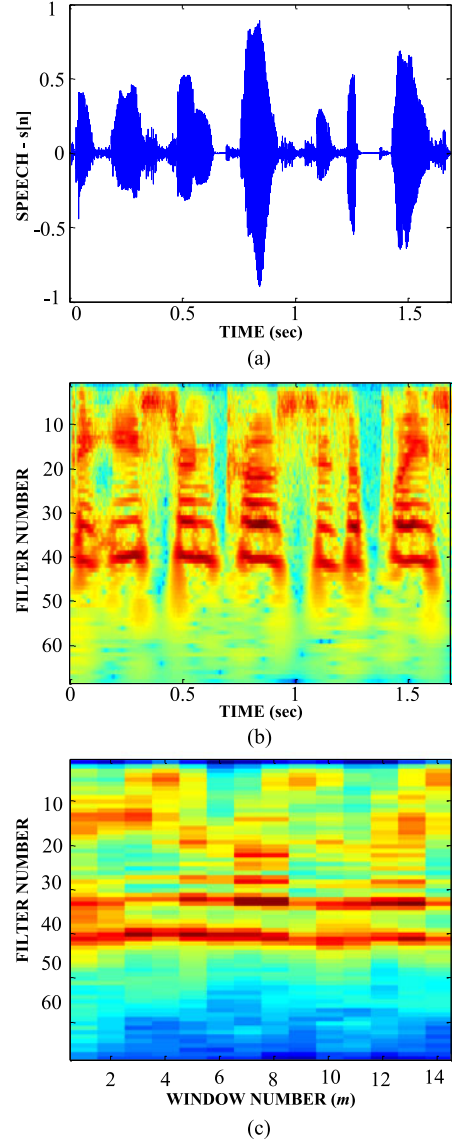 1
0.5
0
-0.5
-1
SPEECH - s[n]
0 0.5 1 1.5
TIME (sec)
(a)
10
20
30
40
50
60
FILTER NUMBER
0 0.5 1 1.5
TIME (sec)
(b)
10
20
30
40
50
60
FILTER NUMBER
2 4 6 8 10 12 14
WINDOW NUMBER (m)
(c)